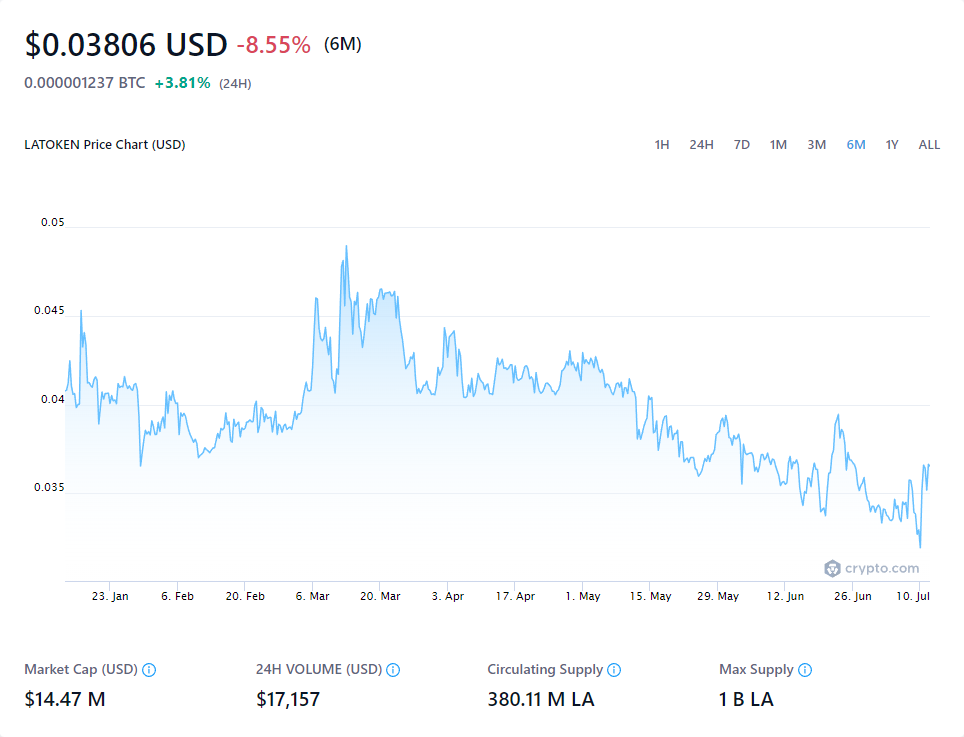 $0.03806 USD -8.55% (6M)
0.000001237 BTC +3.81% (24H)
LATOKEN Price Chart (USD) 1H 24H 7D 1M 3M 6M 1Y ALL
0.05
0.045
0.04
0.035
crypto.com
23. Jan 6. Feb 20. Feb 6. Mar 20. Mar 3. Apr 17. Apr 1. May 15. May 29. May 12. Jun 26. Jun 10. Jul
Market Cap (USD) 24H VOLUME (USD) Circulating Supply Max Supply
$14.47 M $17,157 380.11 M LA 1 B LA